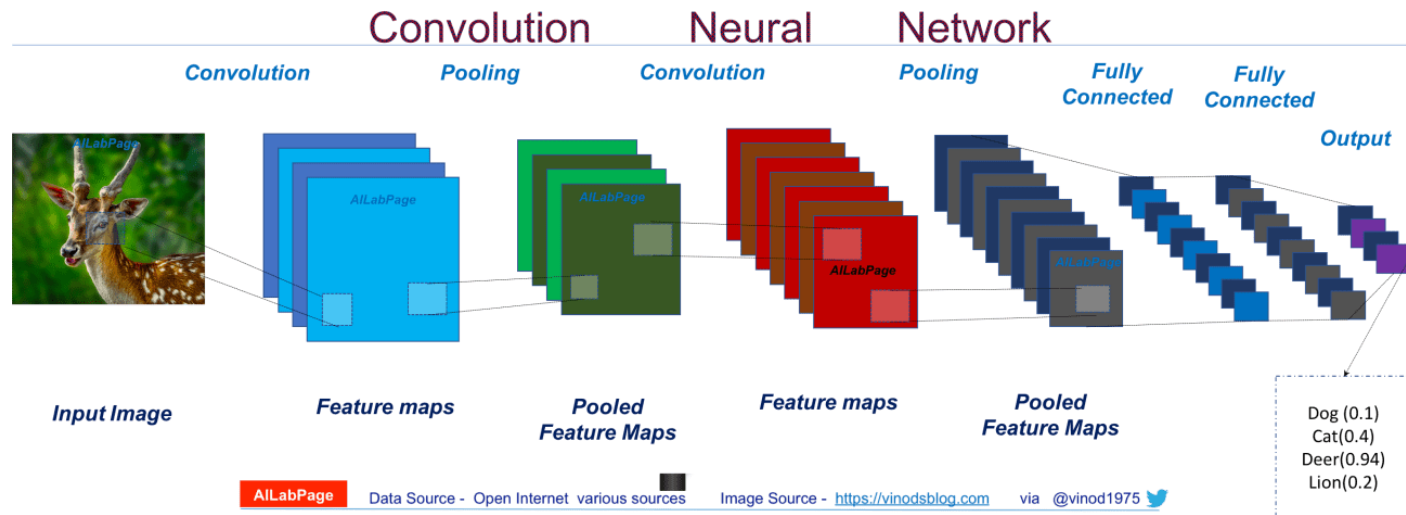 Convolution Neural Network
Convolution Pooling Convolution Pooling Fully Connected Fully Connected Output
AILabPage
AILabPage
AILabPage
AILabPage
AILabPage
Input Image Feature maps Pooled Feature Maps Feature maps Pooled Feature Maps
Dog (0.1)
Cat(0.4)
Deer(0.94)
Lion(0.2)
AILabPage Data Source - Open Internet various sources Image Source - https://vinodsblog.com via @vinod1975